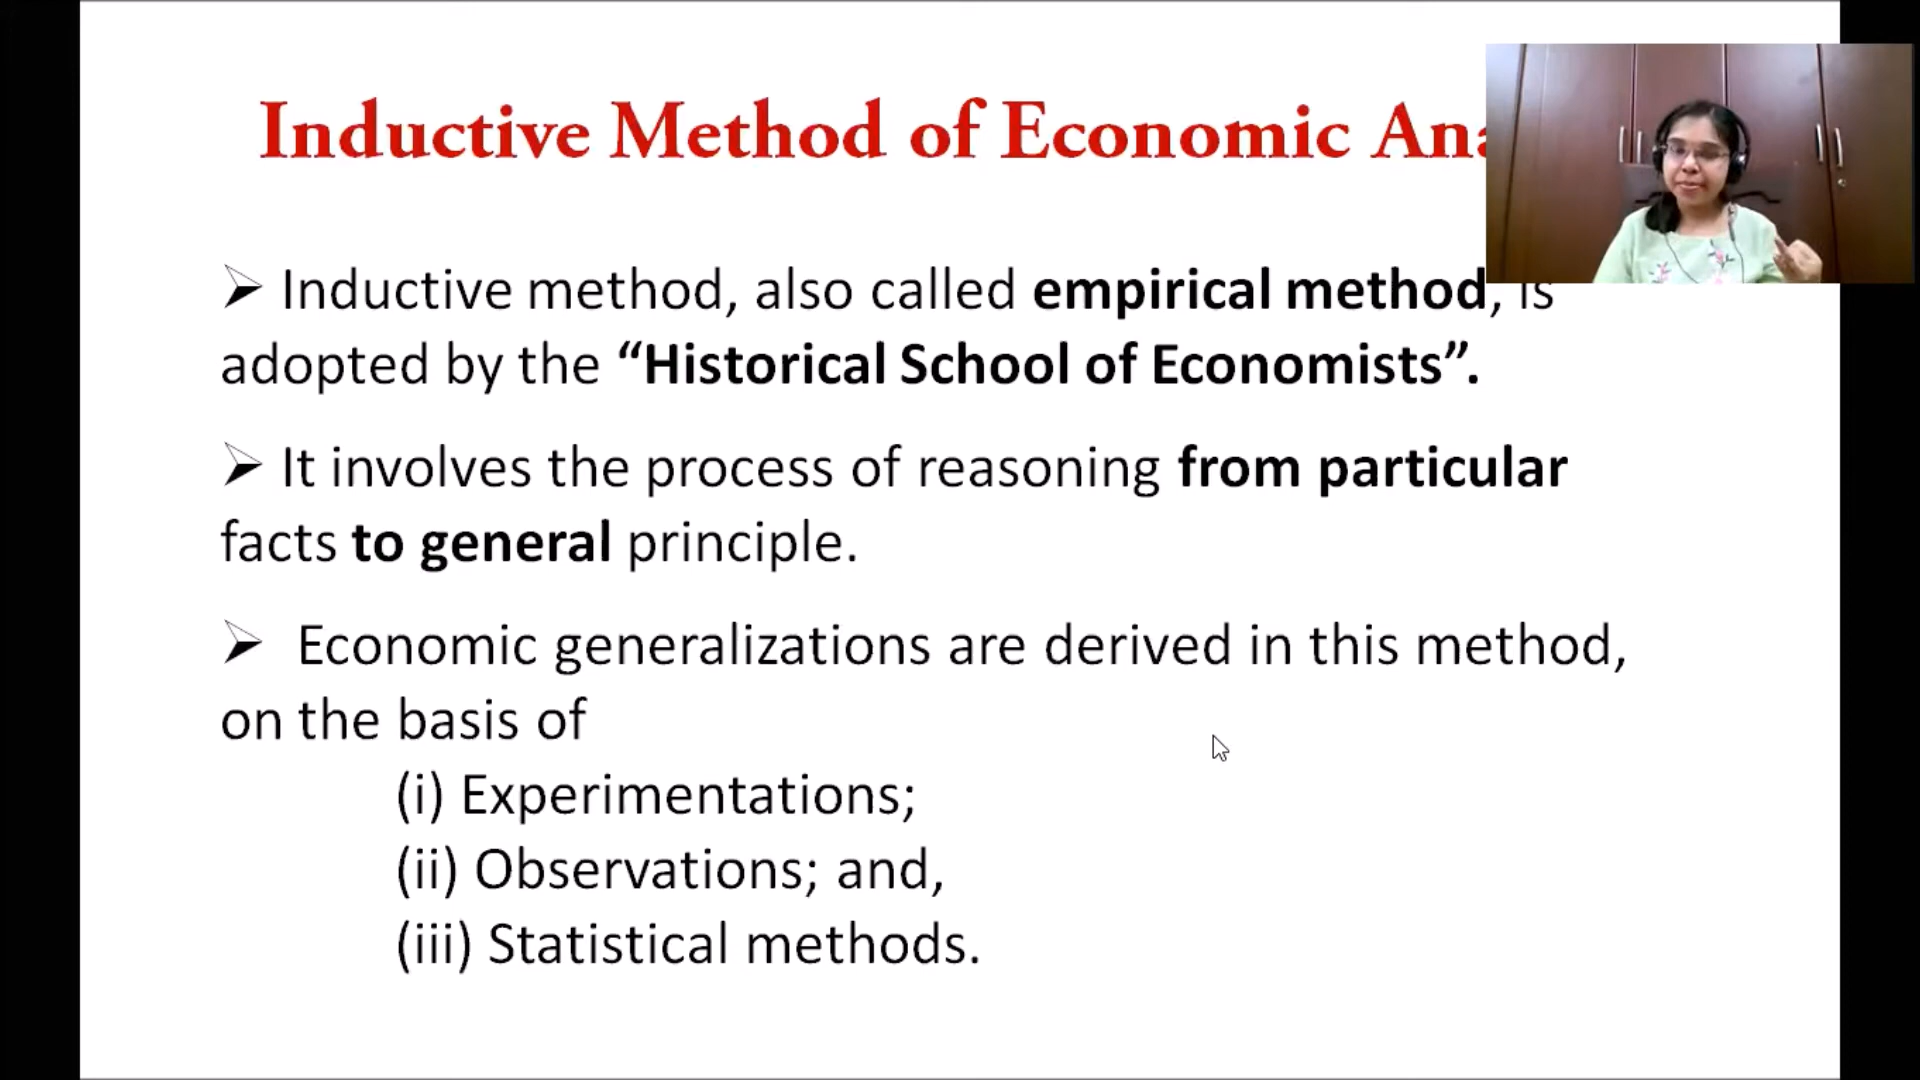 Inductive Method of Economic
➢ Inductive method, also called empirical method, is
adopted by the “Historical School of Economists”.
➢ It involves the process of reasoning from particular
facts to general principle.
➢ Economic generalizations are derived in this method,
on the basis of
(i) Experimentations;
(ii) Observations; and,
(iii) Statistical methods.